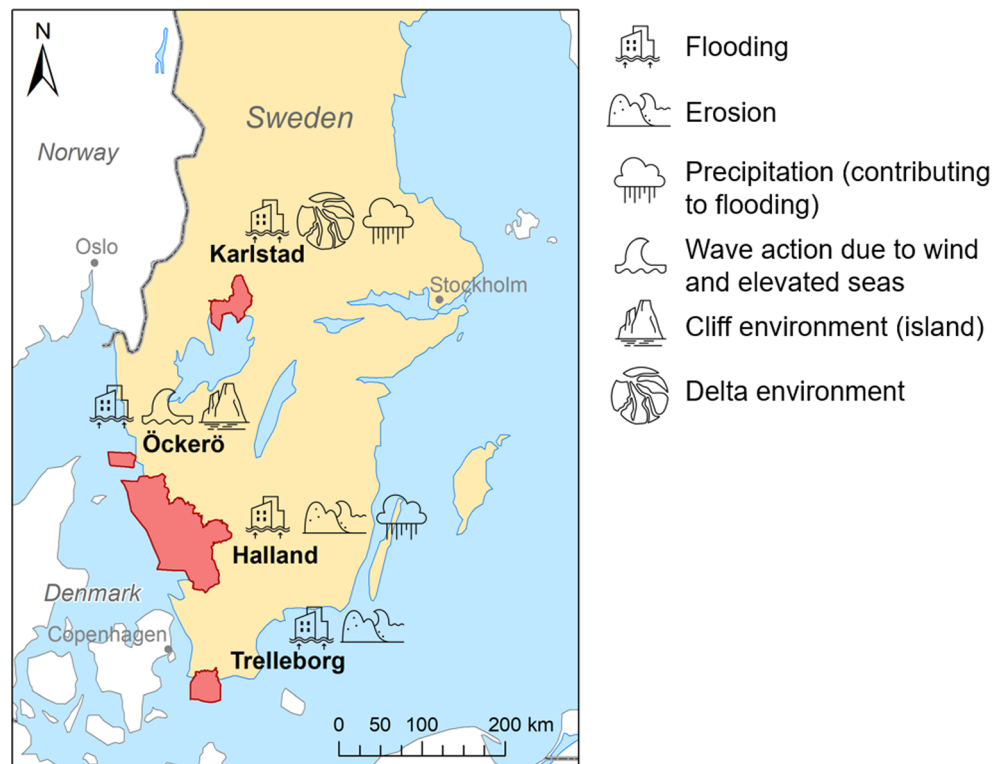 N
Sweden
Norway
Oslo
Karlstad
Stockholm
Öckerö
Halland
Denmark
Copenhagen
Trelleborg
0 50 100 200 km
Flooding
Erosion
Precipitation (contributing
to flooding)
Wave action due to wind
and elevated seas
Cliff environment (island)
Delta environment